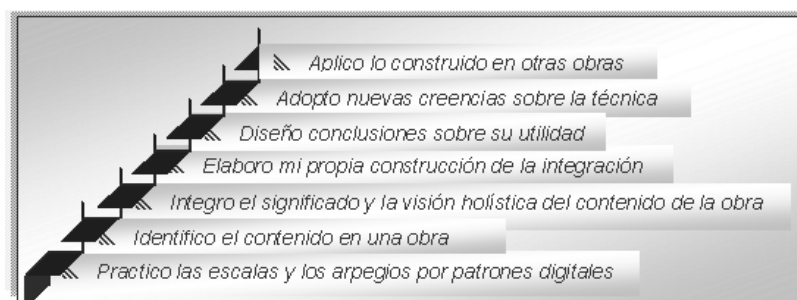 Aplico lo construido en otras obras
Adopto nuevas creencias sobre la técnica
Diseño conclusiones sobre su utilidad
Elaboro mi propia construcción de la integración
Integro el significado y la visión holística del contenido de la obra
Identifico el contenido en una obra
Practico las escalas y los arpegios por patrones digitales